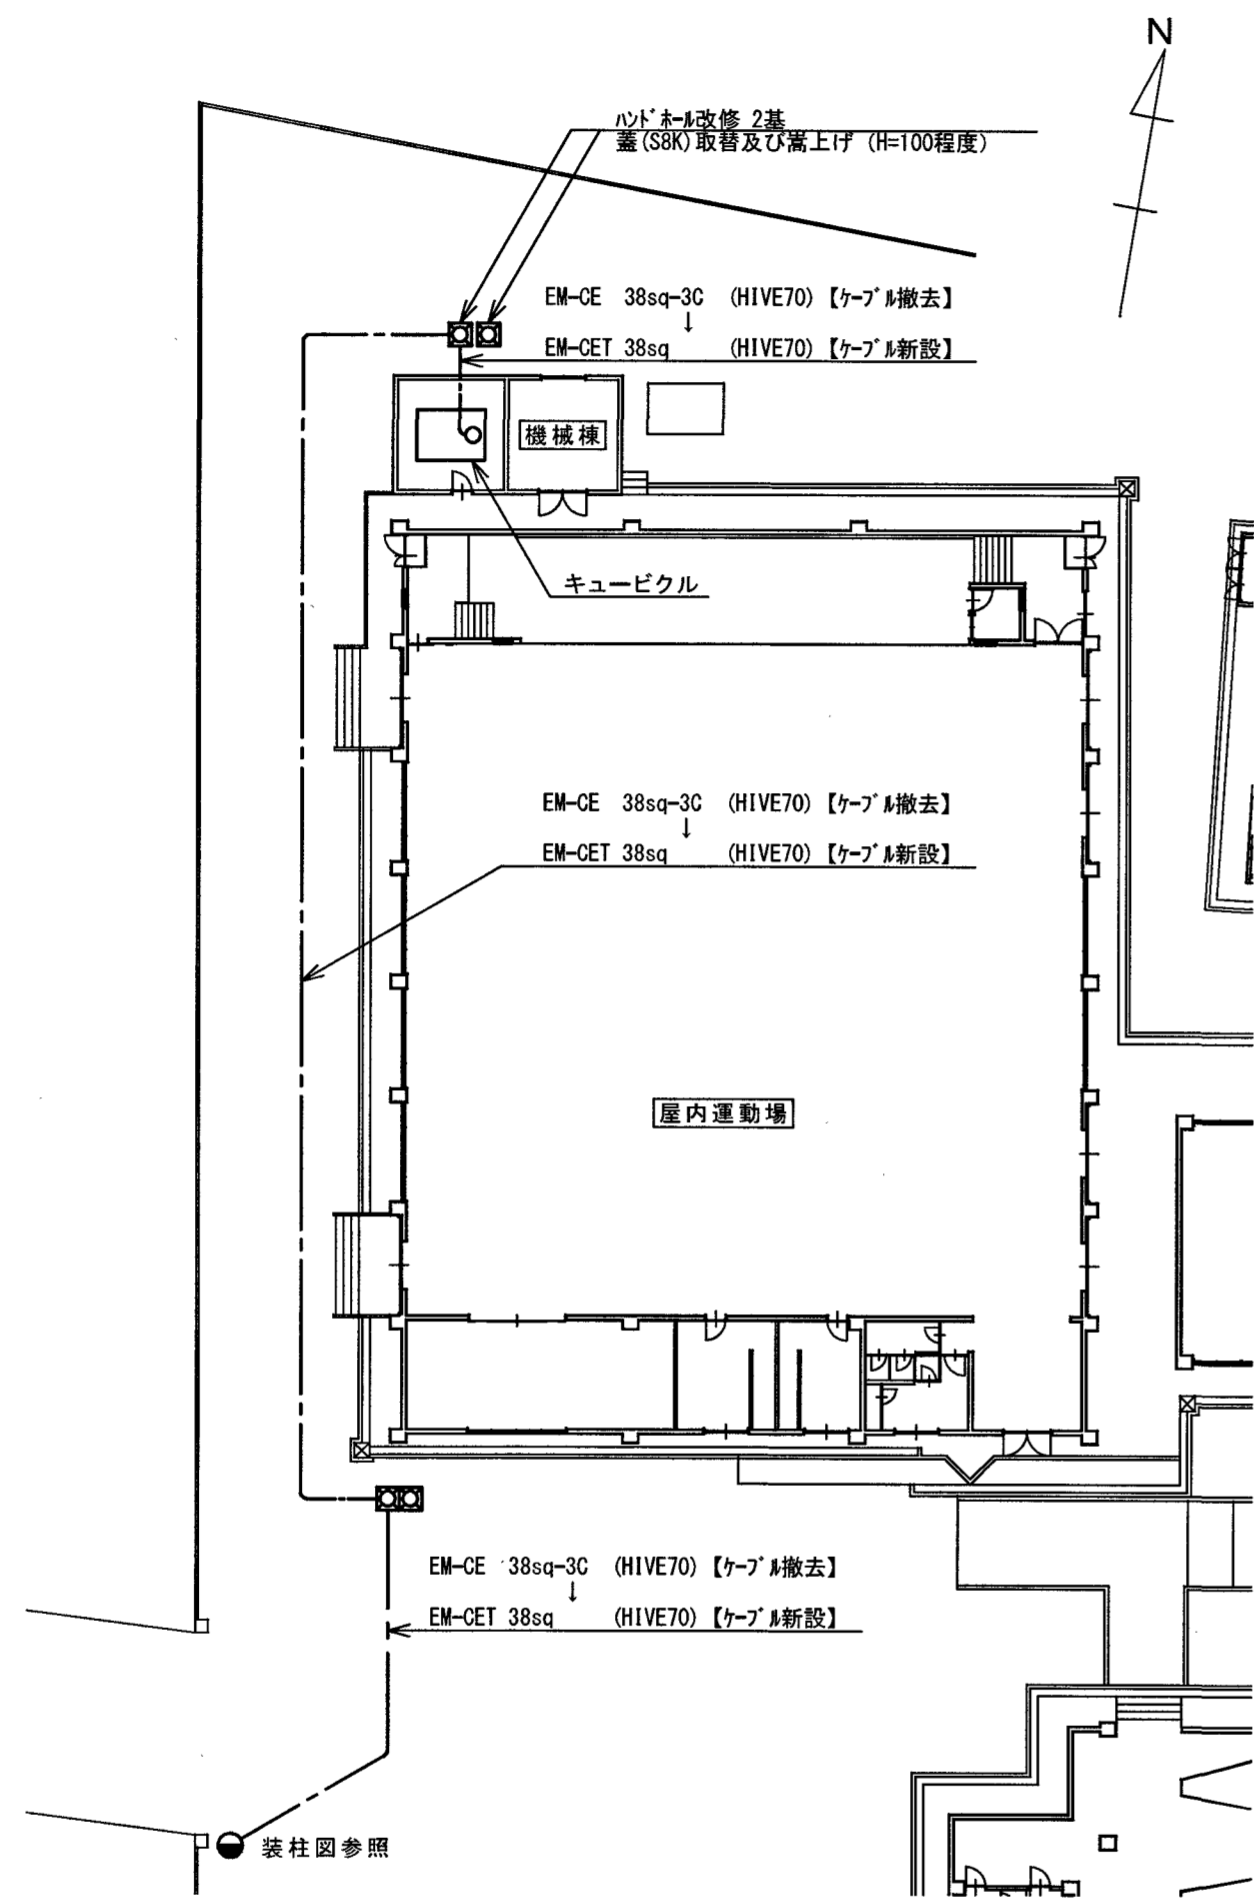 N
ハンドホール改修 2基
蓋(S8K)取替及び嵩上げ (H=100程度)
EM-CE 38sq-3C (HIVE70)【ケーブル撤去】
↓
EM-CET 38sq (HIVE70)【ケーブル新設】
機械棟
キュービクル
EM-CE 38sq-3C (HIVE70)【ケーブル撤去】
↓
EM-CET 38sq (HIVE70)【ケーブル新設】
屋内運動場
EM-CE 38sq-3C (HIVE70)【ケーブル撤去】
↓
EM-CET 38sq (HIVE70)【ケーブル新設】
装柱図参照